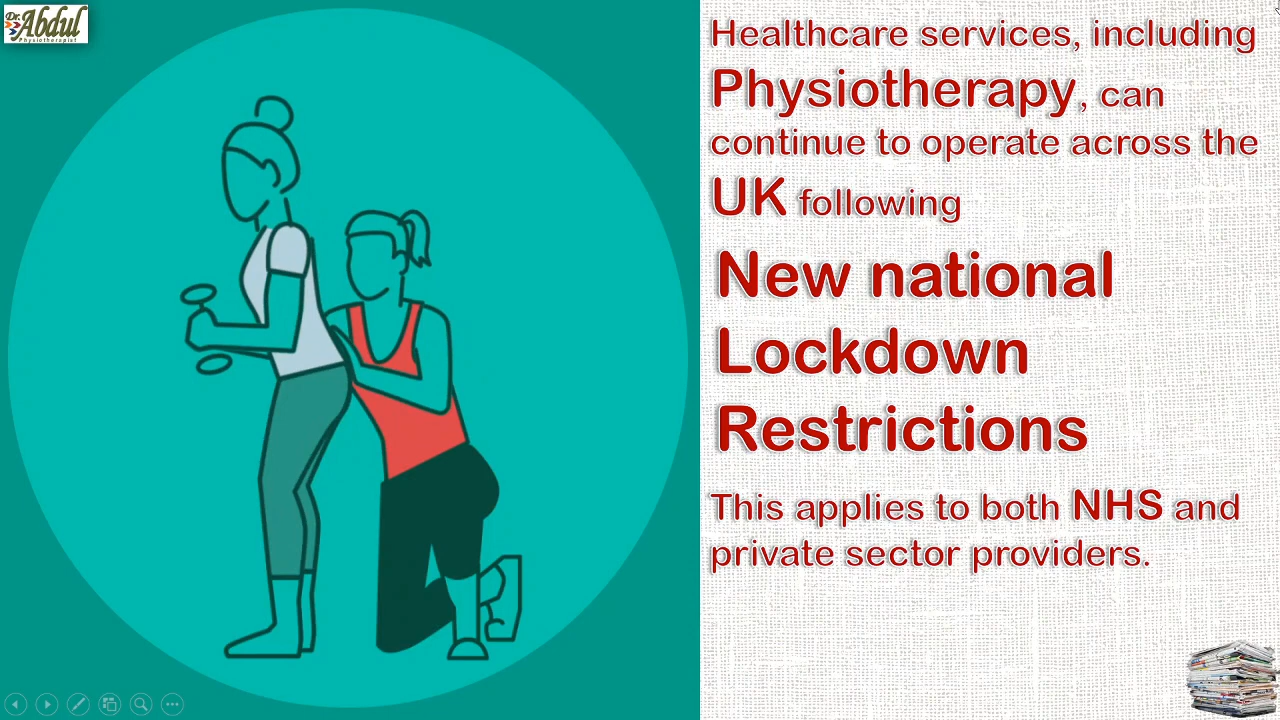 Dr. Abdul
Physiotherapist
Healthcare services, including
Physiotherapy, can
continue to operate across the
UK following
New national
Lockdown
Restrictions
This applies to both NHS and
private sector providers.